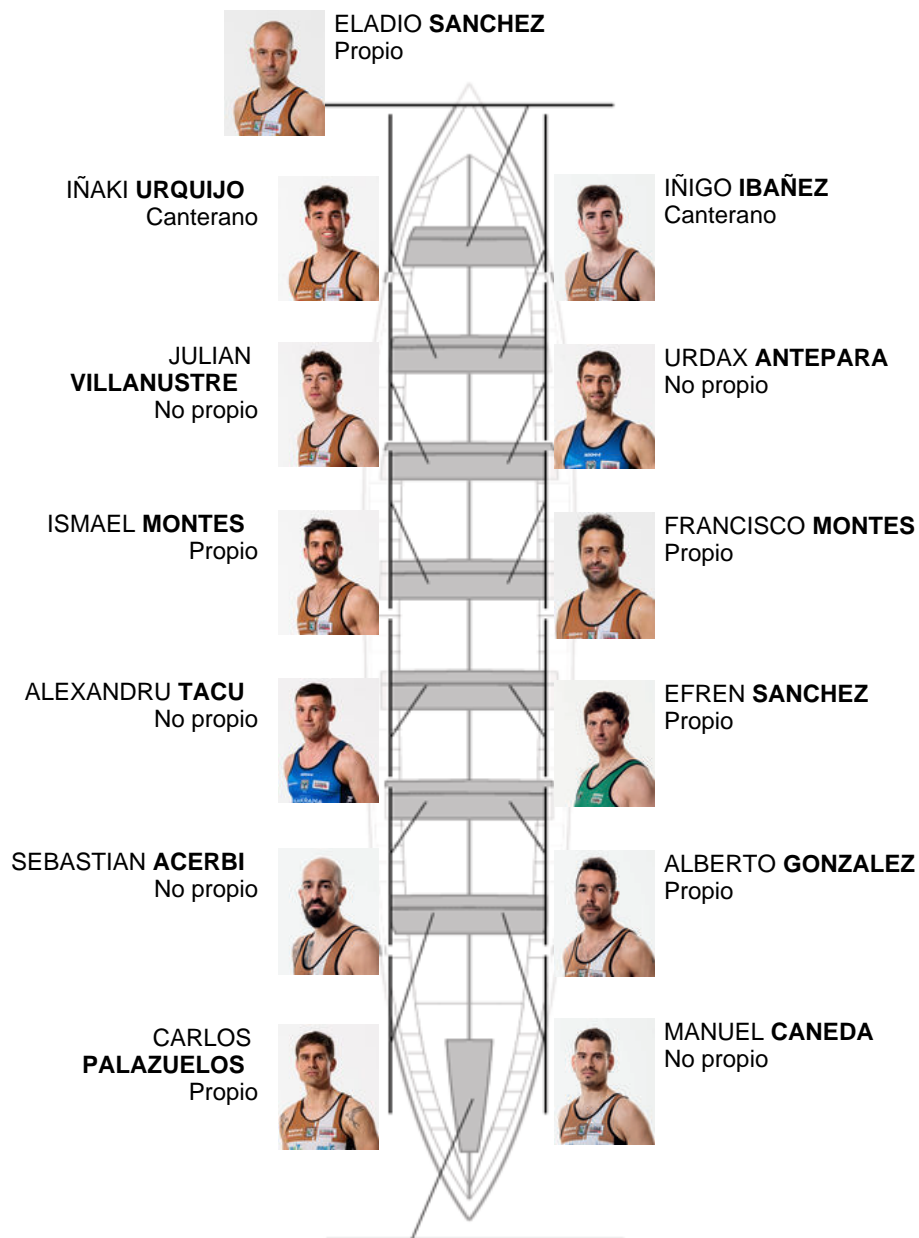 ELADIO SANCHEZ
Propio
IÑAKI URQUIJO
Canterano
IÑIGO IBAÑEZ
Canterano
JULIAN
VILLANUSTRE
No propio
URDAX ANTEPARA
No propio
ISMAEL MONTES
Propio
FRANCISCO MONTES
Propio
ALEXANDRU TACU
No propio
EFREN SANCHEZ
Propio
SEBASTIAN ACERBI
No propio
ALBERTO GONZALEZ
Propio
CARLOS
PALAZUELOS
Propio
MANUEL CANEDA
No propio